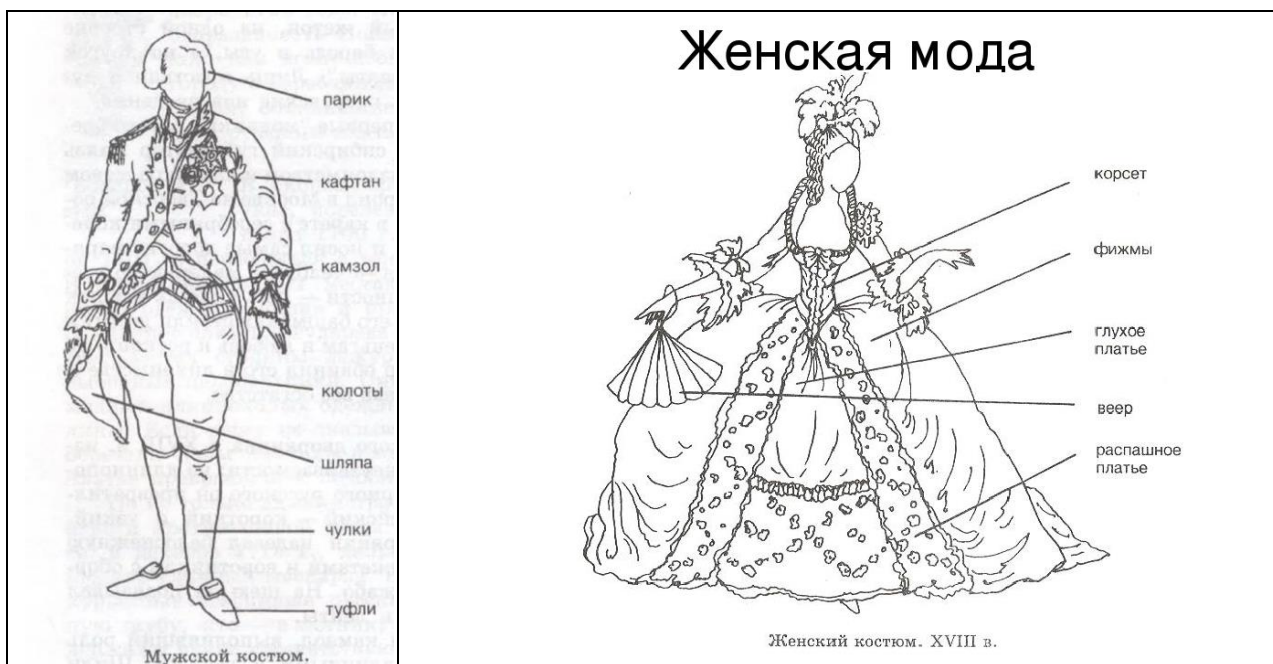 парик
кафтан
камзол
кюлоты
шляпа
чулки
туфли
Мужской костюм.
Женская мода
корсет
фижмы
глухое
платье
веер
распашное
платье
Женский костюм. XVIII в.